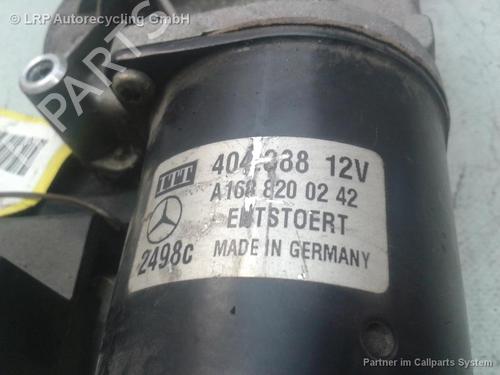 © LRP Autorecycling GmbH
PARTS
ITT 404.388 12V
A168 820 02 42
ENTSTOERT
2498c MADE IN GERMANY
Partner im Callparts System